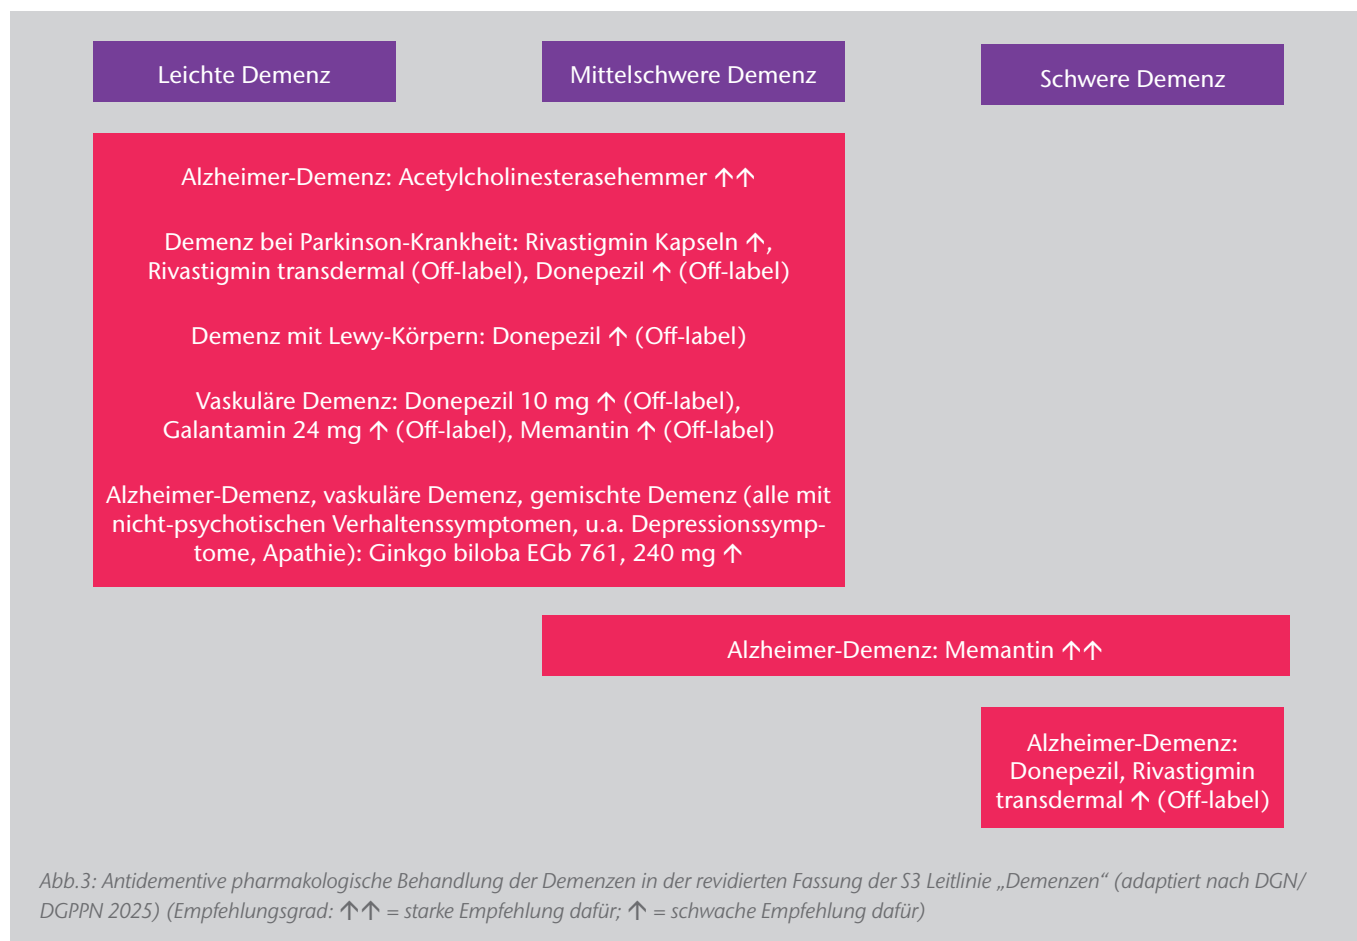 Leichte Demenz
Mittelschwere Demenz
Schwere Demenz
Alzheimer-Demenz: Acetylcholinesterasehemmer ↑↑
Demenz bei Parkinson-Krankheit: Rivastigmin Kapseln ↑,
Rivastigmin transdermal (Off-label), Donepezil ↑ (Off-label)
Demenz mit Lewy-Körpern: Donepezil ↑ (Off-label)
Vaskuläre Demenz: Donepezil 10 mg ↑ (Off-label),
Galantamin 24 mg ↑ (Off-label), Memantin ↑ (Off-label)
Alzheimer-Demenz, vaskuläre Demenz, gemischte Demenz (alle mit
nicht-psychotischen Verhaltenssymptomen, u.a. Depressionssymp-
tome, Apathie): Ginkgo biloba EGb 761, 240 mg ↑
Alzheimer-Demenz: Memantin ↑↑
Alzheimer-Demenz:
Donepezil, Rivastigmin
transdermal ↑ (Off-label)
Abb.3: Antidementive pharmakologische Behandlung der Demenzen in der revidierten Fassung der S3 Leitlinie „Demenzen“ (adaptiert nach DGN/
DGPPN 2025) (Empfehlungsgrad: ↑↑ = starke Empfehlung dafür; ↑ = schwache Empfehlung dafür)